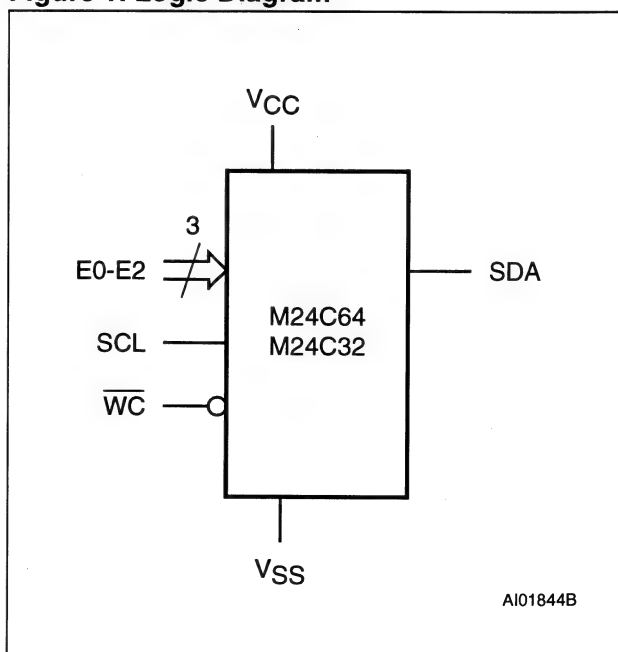 Figure 1. Logic Diagram
VCC
3
E0-E2
SDA
M24C64
M24C32
SCL
WC
VSS
AI01844B